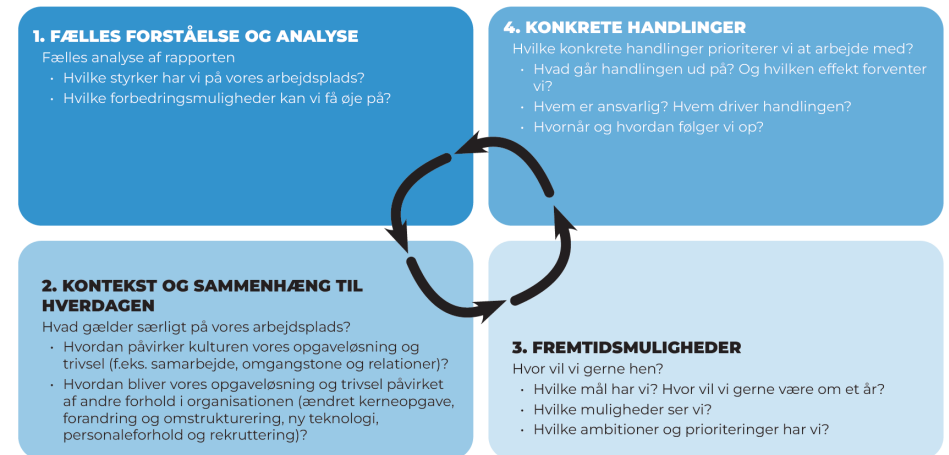 1. FÆLLES FORSTÅELSE OG ANALYSE
Fælles analyse af rapporten
• Hvilke styrker har vi på vores arbejdsplads?
• Hvilke forbedringsmuligheder kan vi få øje på?
2. KONTEKST OG SAMMENHÆNG TIL
HVERDAGEN
Hvad gælder særligt på vores arbejdsplads?
• Hvordan påvirker kulturen vores opgaveløsning og
trivsel (f.eks. samarbejde, omgangstone og relationer)?
• Hvordan bliver vores opgaveløsning og trivsel påvirket
af andre forhold i organisationen (ændret kerneopgave,
forandring og omstrukturering, ny teknologi,
personaleforhold og rekruttering)?
3. FREMTIDSMULIGHEDER
Hvor vil vi gerne hen?
• Hvilke mål har vi? Hvor vil vi gerne være om et år?
• Hvilke muligheder ser vi?
• Hvilke ambitioner og prioriteringer har vi?
4. KONKRETE HANDLINGER
Hvilke konkrete handlinger prioriterer vi at arbejde med?
• Hvad går handlingen ud på? Og hvilken effekt forventer
vi?
• Hvem er ansvarlig? Hvem driver handlingen?
• Hvornår og hvordan følger vi op?